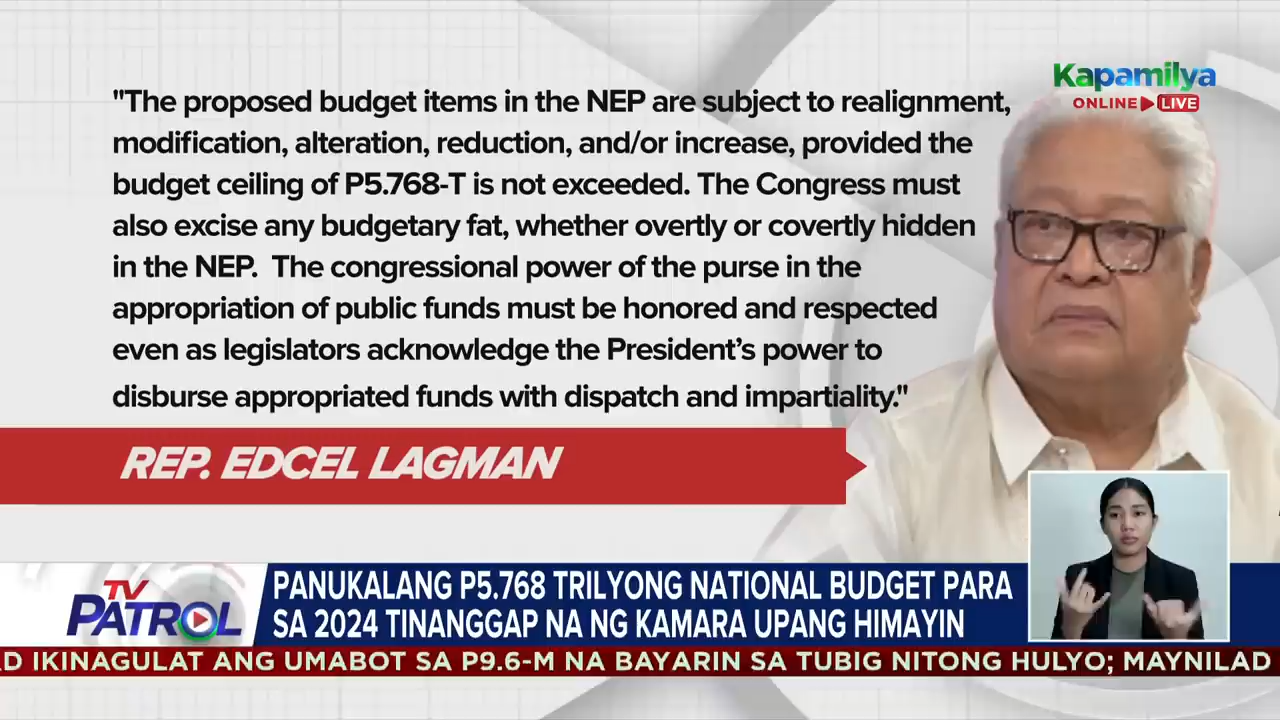 Kapamilya
ONLINE LIVE
"The proposed budget items in the NEP are subject to realignment,
modification, alteration, reduction, and/or increase, provided the
budget ceiling of P5.768-T is not exceeded. The Congress must
also excise any budgetary fat, whether overtly or covertly hidden
in the NEP.  The congressional power of the purse in the
appropriation of public funds must be honored and respected
even as legislators acknowledge the President’s power to
disburse appropriated funds with dispatch and impartiality."
REP. EDCEL LAGMAN
TV PATROL
PANUKALANG P5.768 TRILYONG NATIONAL BUDGET PARA
SA 2024 TINANGGAP NA NG KAMARA UPANG HIMAYIN
D IKINAGULAT ANG UMABOT SA P9.6-M NA BAYARIN SA TUBIG NITONG HULYO; MAYNILAD